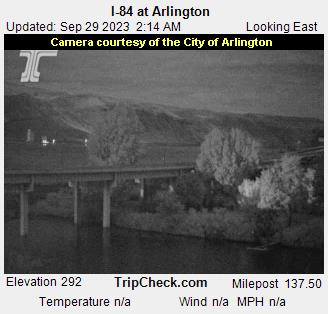 I-84 at Arlington
Updated: Sep 29 2023 2:14 AM Looking East
Camera courtesy of the City of Arlington
Elevation 292 TripCheck.com Milepost 137.50
Temperature n/a Wind n/a MPH n/a